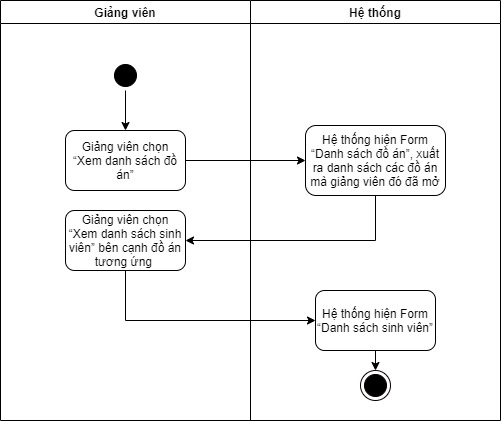 Giảng viên
Hệ thống
Giảng viên chọn
“Xem danh sách đồ
án”
Hệ thống hiện Form
“Danh sách đồ án”, xuất
ra danh sách các đồ án
mà giảng viên đó đã mở
Giảng viên chọn
“Xem danh sách sinh
viên” bên cạnh đồ án
tương ứng
Hệ thống hiện Form
“Danh sách sinh viên”